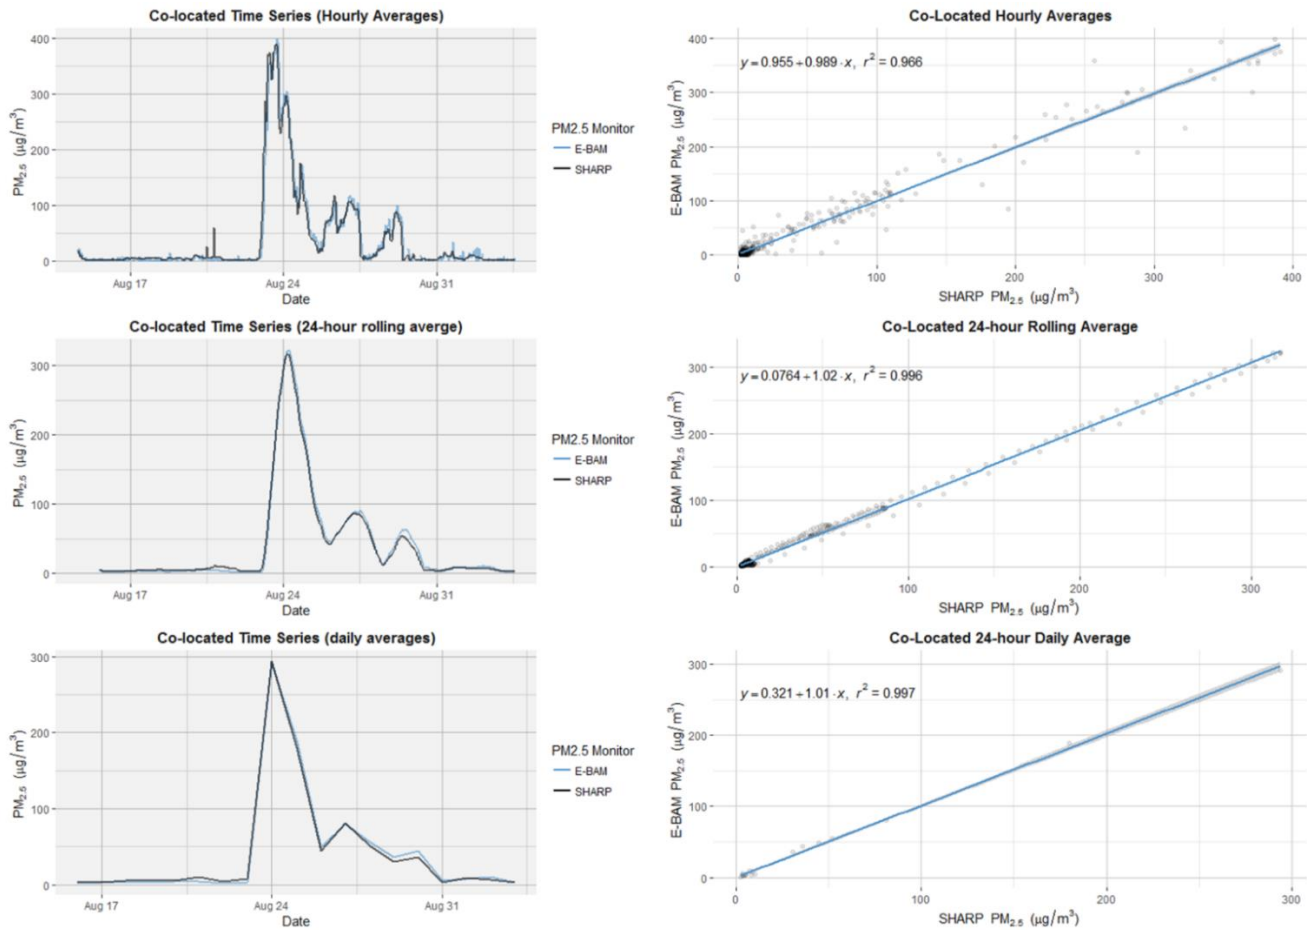 Co-located Time Series (Hourly Averages)
400
300
200
100
0
PM2.5 (µg/m³)
Aug 17
Aug 24
Aug 31
Date
PM2.5 Monitor
E-BAM
SHARP
Co-Located Hourly Averages
y = 0.955 + 0.989 · x, r² = 0.966
400
300
200
100
0
E-BAM PM2.5 (µg/m³)
0
100
200
300
400
SHARP PM2.5 (µg/m³)
Co-located Time Series (24-hour rolling averge)
300
200
100
0
PM2.5 (µg/m³)
Aug 17
Aug 24
Aug 31
Date
PM2.5 Monitor
E-BAM
SHARP
Co-Located 24-hour Rolling Average
y = 0.0764 + 1.02 · x, r² = 0.996
300
200
100
0
E-BAM PM2.5 (µg/m³)
100
200
300
SHARP PM2.5 (µg/m³)
Co-located Time Series (daily averages)
300
200
100
0
PM2.5 (µg/m³)
Aug 17
Aug 24
Aug 31
Date
PM2.5 Monitor
E-BAM
SHARP
Co-Located 24-hour Daily Average
y = 0.321 + 1.01 · x, r² = 0.997
300
200
100
0
E-BAM PM2.5 (µg/m³)
0
100
200
300
SHARP PM2.5 (µg/m³)